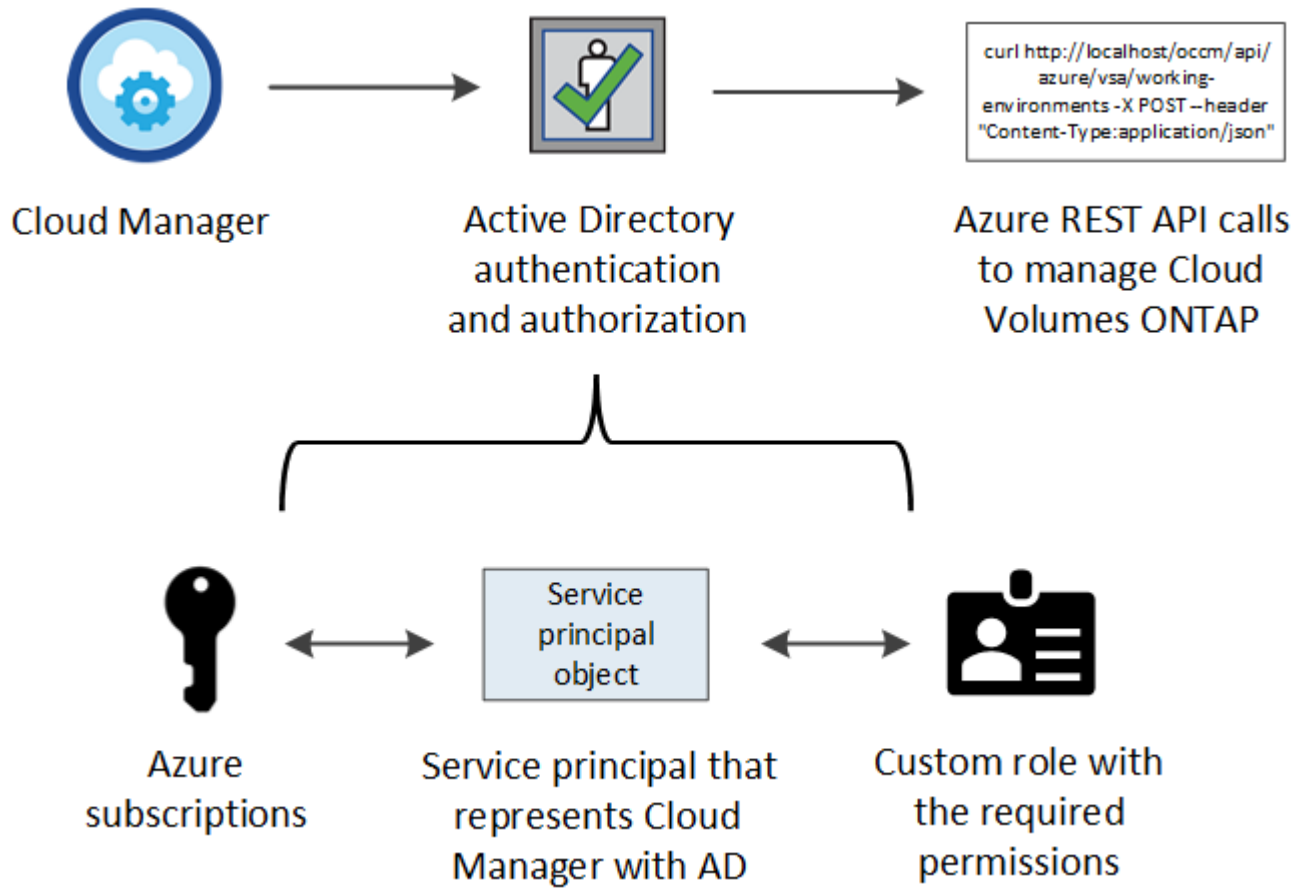 curl http://localhost/occm/api/
azure/vsa/working-
environments -X POST --header
"Content-Type:application/json"
Cloud Manager
Active Directory
authentication
and authorization
Azure REST API calls
to manage Cloud
Volumes ONTAP
Service
principal
object
Azure
subscriptions
Service principal that
represents Cloud
Manager with AD
Custom role with
the required
permissions